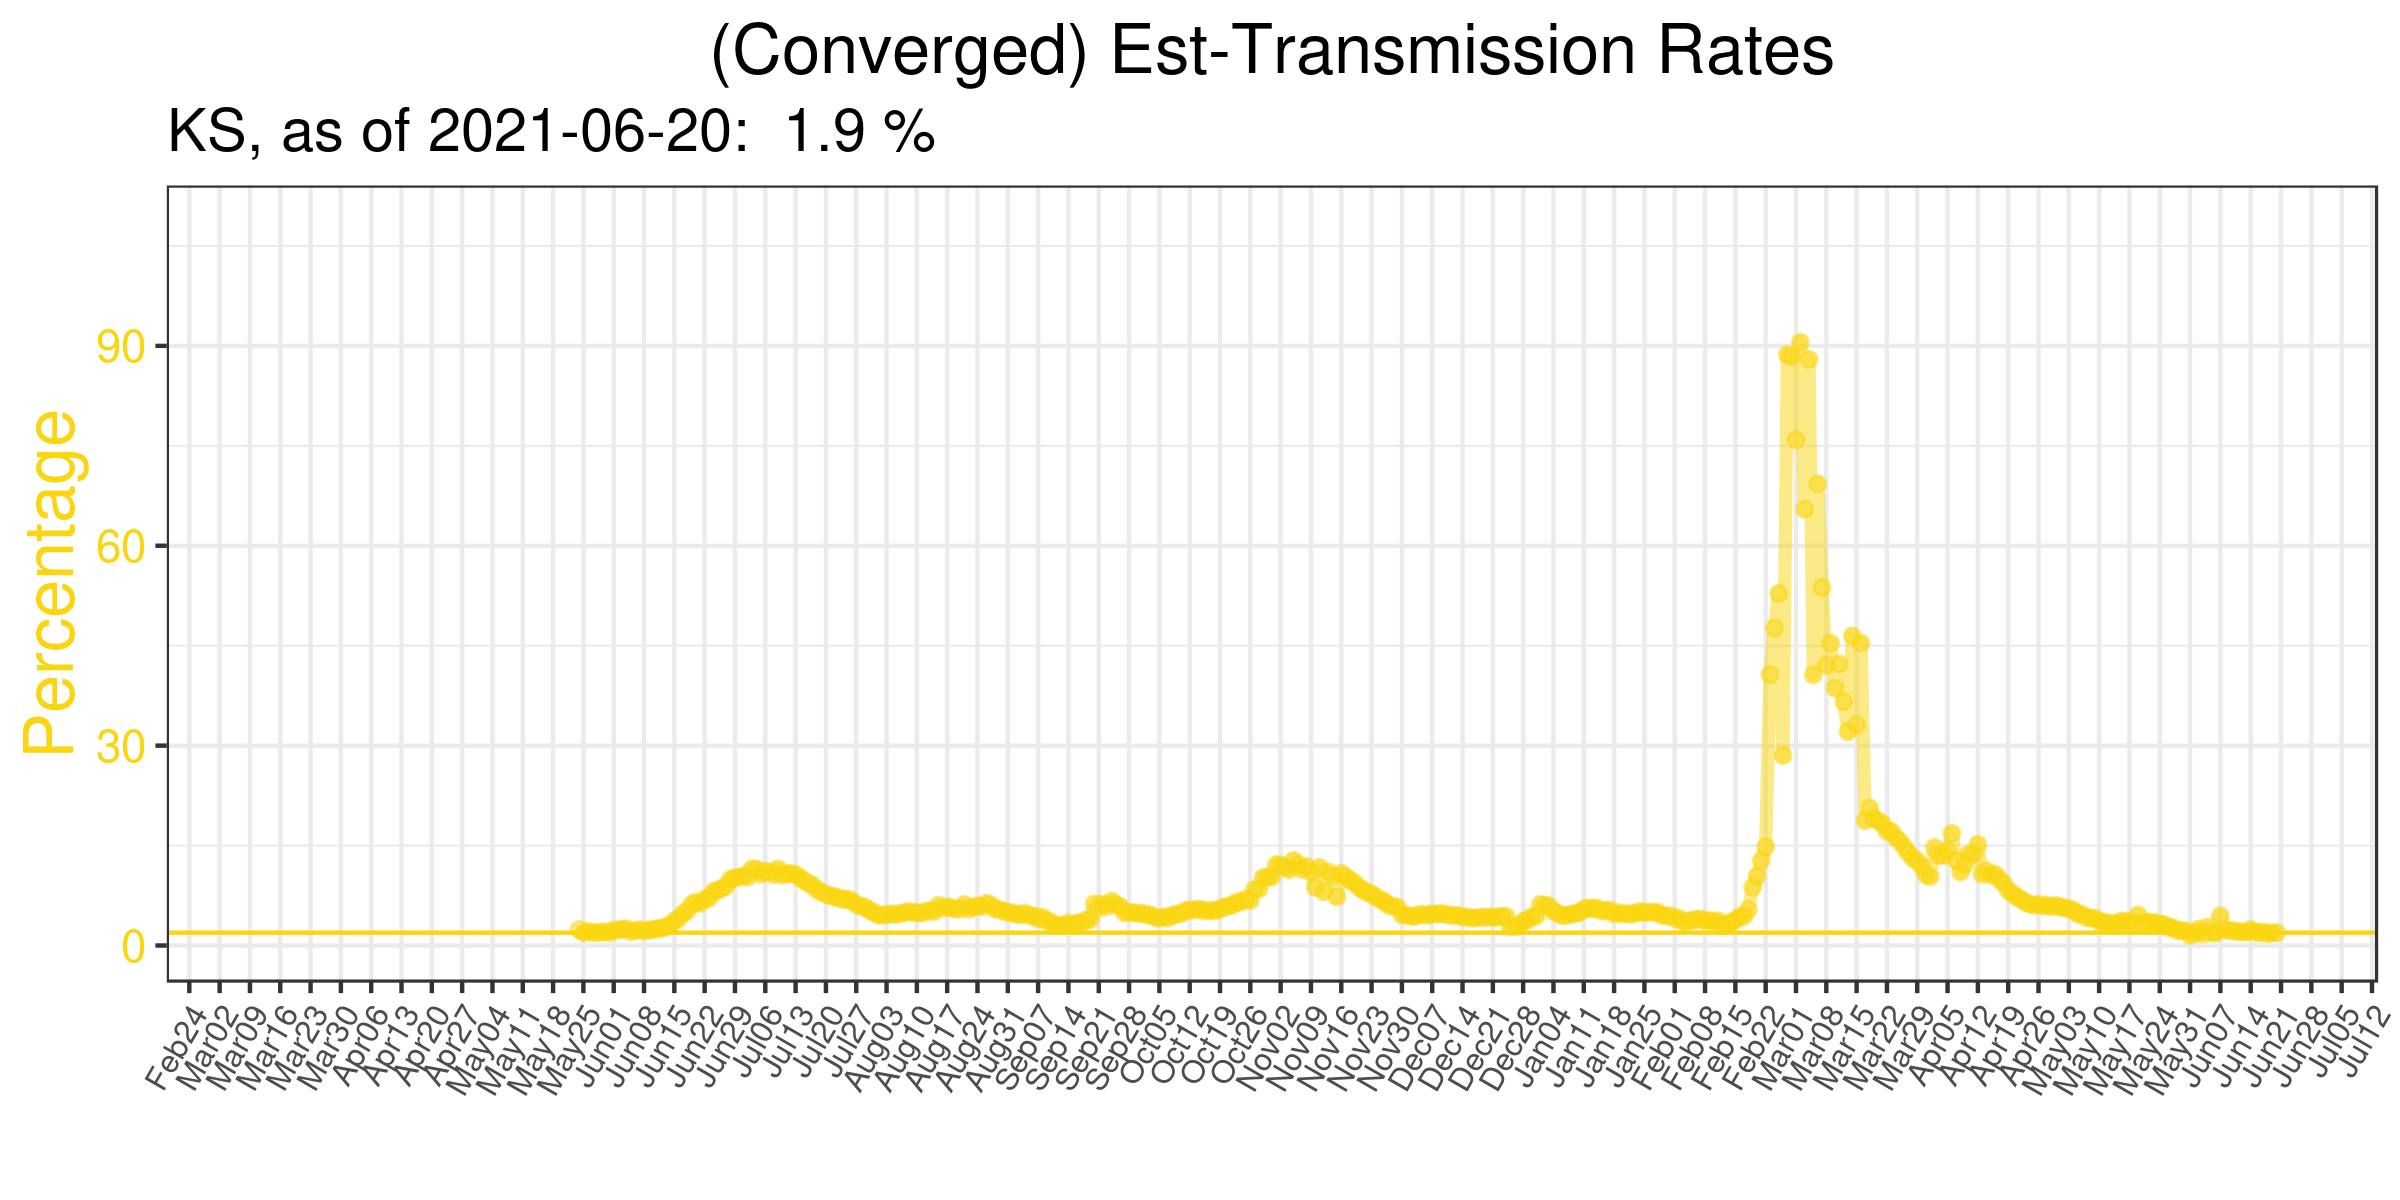 (Converged) Est-Transmission Rates
KS, as of 2021-06-20: 1.9 %
Percentage
90
60
30
0
Feb24
Mar02
Mar09
Mar16
Mar23
Mar30
Apr06
Apr13
Apr20
Apr27
May04
May11
May18
May25
Jun01
Jun08
Jun15
Jun22
Jun29
Jul06
Jul13
Jul20
Jul27
Aug03
Aug10
Aug17
Aug24
Aug31
Sep07
Sep14
Sep21
Sep28
Oct05
Oct12
Oct19
Oct26
Nov02
Nov09
Nov16
Nov23
Nov30
Dec07
Dec14
Dec21
Dec28
Jan04
Jan11
Jan18
Jan25
Feb01
Feb08
Feb15
Feb22
Mar01
Mar08
Mar15
Mar22
Mar29
Apr05
Apr12
Apr19
Apr26
May03
May10
May17
May24
May31
Jun07
Jun14
Jun21
Jun28
Jul05
Jul12